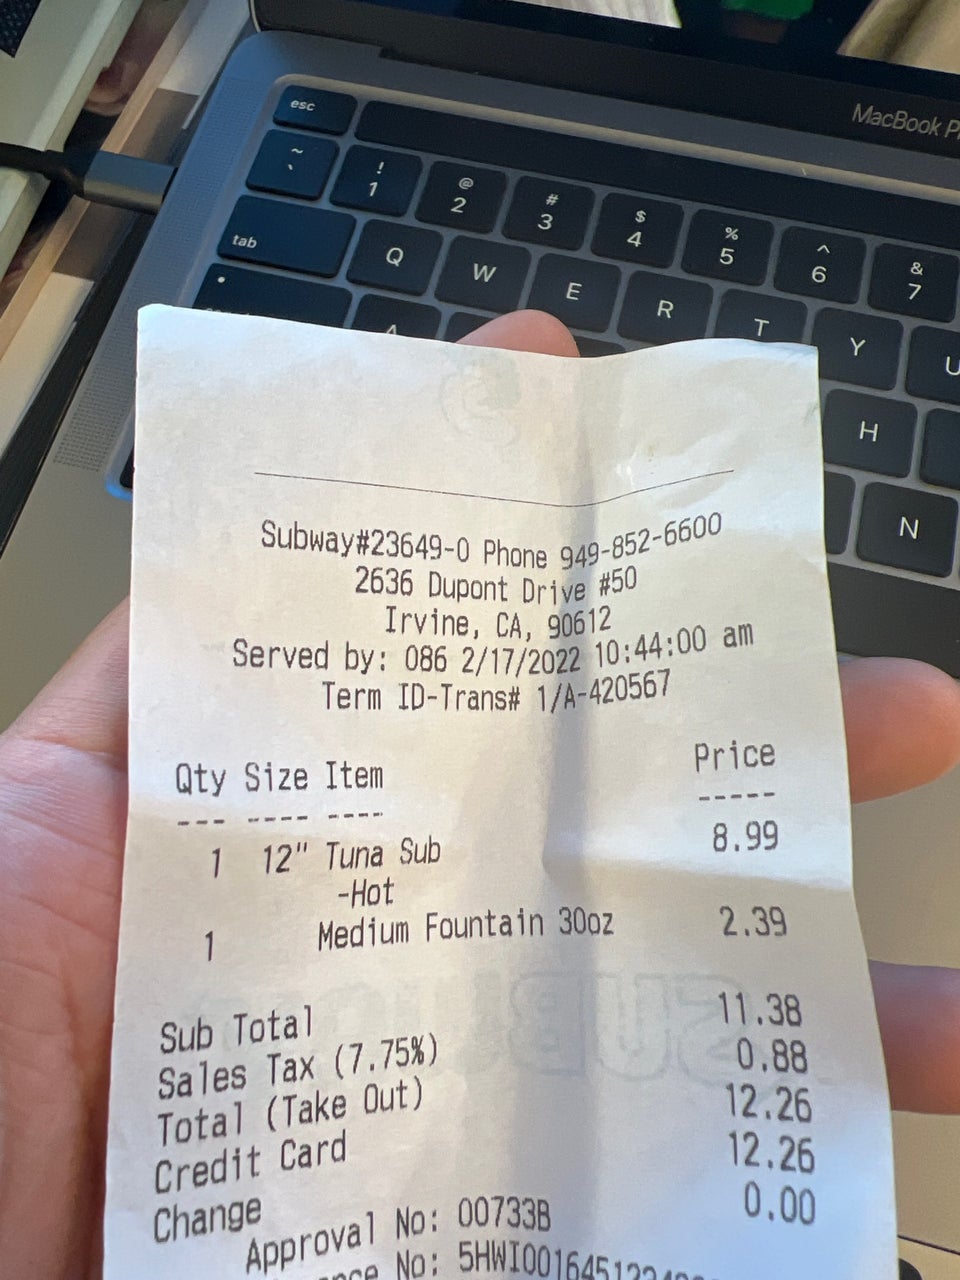 MacBook
esc
~ `
! 1
@ 2
# 3
$ 4
% 5
^ 6
& 7
tab
Q W E R T Y U
A
H
N
Subway#23649-0 Phone 949-852-6600
2636 Dupont Drive #50
Irvine, CA, 90612
Served by: 086 2/17/2022 10:44:00 am
Term ID-Trans# 1/A-420567
Qty Size Item Price
--- ---- ---- -----
1 12" Tuna Sub 8.99
-Hot
1 Medium Fountain 30oz 2.39
Sub Total 11.38
Sales Tax (7.75%) 0.88
Total (Take Out) 12.26
Credit Card 12.26
Change 0.00
Approval No: 00733B
No: